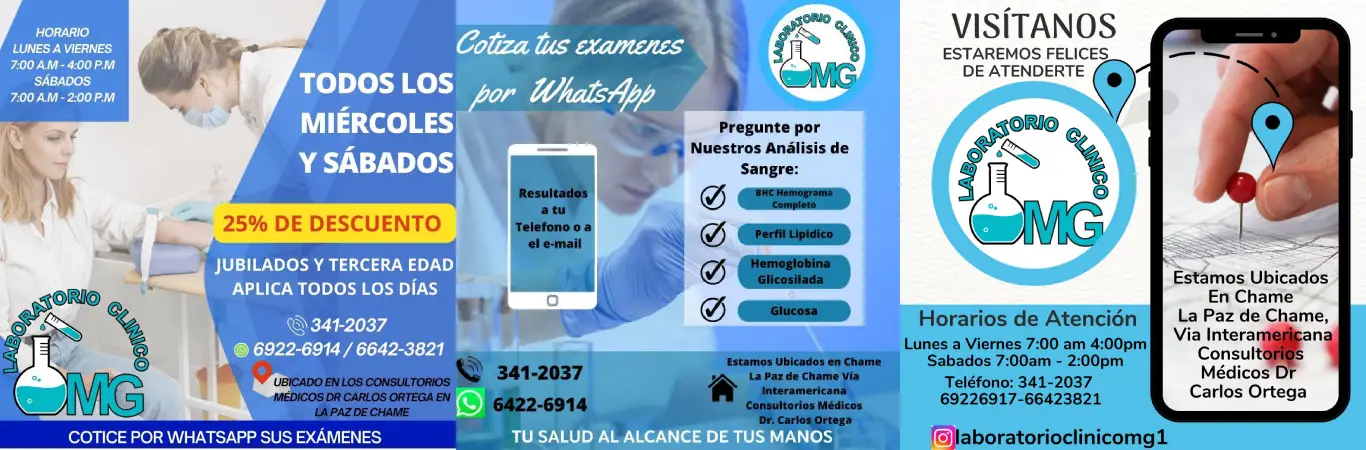 HORARIO
LUNES A VIERNES
7:00 A.M - 4:00 P.M
SÁBADOS
7:00 A.M - 2:00 P.M
TODOS LOS
MIÉRCOLES
Y SÁBADOS
25% DE DESCUENTO
JUBILADOS Y TERCERA EDAD
APLICA TODOS LOS DÍAS
341-2037
6922-6914 / 6642-3821
UBICADO EN LOS CONSULTORIOS
MÉDICOS DR CARLOS ORTEGA EN
LA PAZ DE CHAME
LABORATORIO CLINICO
MG
COTICE POR WHATSAPP SUS EXÁMENES
Cotiza tus examenes
por WhatsApp
LABORATORIO CLINICO
MG
Pregunte por
Nuestros Análisis de
Sangre:
BHC Hemograma
Completo
Perfil Lipidico
Hemoglobina
Glicosilada
Glucosa
Resultados
a tu
Telefono o a
el e-mail
341-2037
6422-6914
Estamos Ubicados en Chame
La Paz de Chame Vía
Interamericana
Consultorios Médicos
Dr. Carlos Ortega
TU SALUD AL ALCANCE DE TUS MANOS
VISÍTANOS
ESTAREMOS FELICES
DE ATENDERTE
LABORATORIO CLINICO
MG
Horarios de Atención
Lunes a Viernes 7:00 am 4:00pm
Sabados 7:00am - 2:00pm
Teléfono: 341-2037
69226917-66423821
laboratorioclinicomg1
Estamos Ubicados
En Chame
La Paz de Chame,
Via Interamericana
Consultorios
Médicos Dr
Carlos Ortega